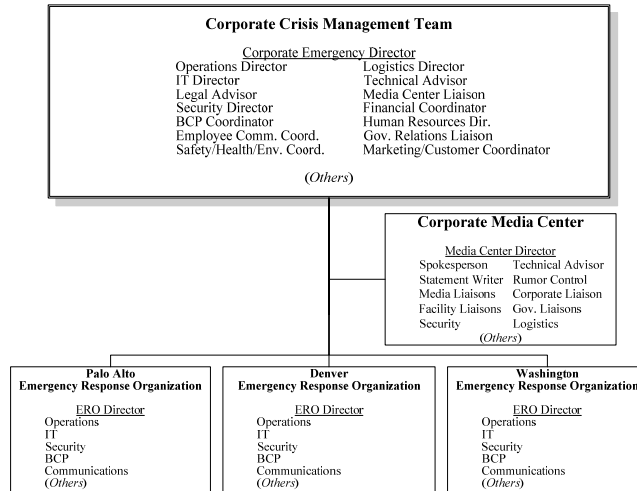 Corporate Crisis Management Team
Corporate Emergency Director
Operations Director Logistics Director
IT Director Technical Advisor
Legal Advisor Media Center Liaison
Security Director Financial Coordinator
BCP Coordinator Human Resources Dir.
Employee Comm. Coord. Gov. Relations Liaison
Safety/Health/Env. Coord. Marketing/Customer Coordinator
(Others)
Corporate Media Center
Media Center Director
Spokesperson Technical Advisor
Statement Writer Rumor Control
Media Liaisons Corporate Liaison
Facility Liaisons Gov. Liaisons
Security Logistics
(Others)
Palo Alto
Emergency Response Organization
ERO Director
Operations
IT
Security
BCP
Communications
(Others)
Denver
Emergency Response Organization
ERO Director
Operations
IT
Security
BCP
Communications
(Others)
Washington
Emergency Response Organization
ERO Director
Operations
IT
Security
BCP
Communications
(Others)